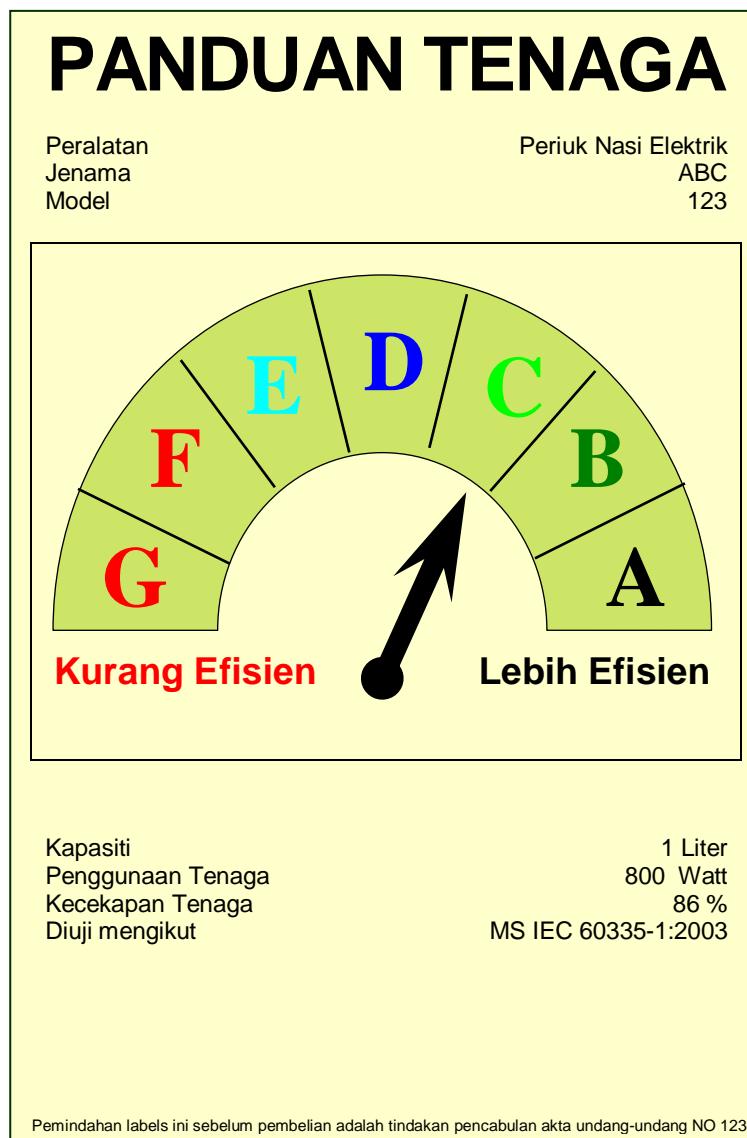 PANDUAN TENAGA
Peralatan Periuk Nasi Elektrik
Jenama ABC
Model 123
G F E D C B A
Kurang Efisien Lebih Efisien
Kapasiti 1 Liter
Penggunaan Tenaga 800 Watt
Kecekapan Tenaga 86 %
Diuji mengikut MS IEC 60335-1:2003
Pemindahan labels ini sebelum pembelian adalah tindakan pencabulan akta undang-undang NO 123